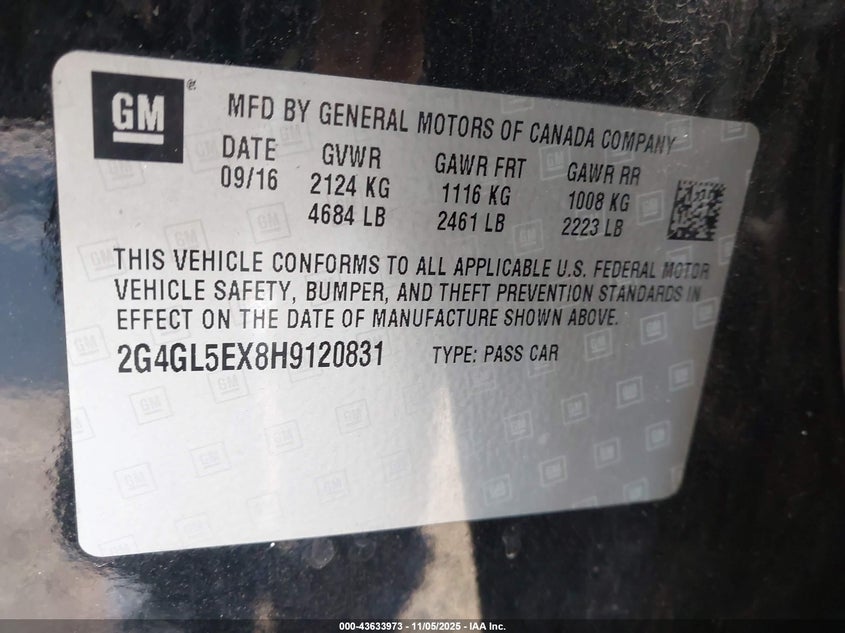 GM
MFD BY GENERAL MOTORS OF CANADA COMPANY
DATE GVWR GAWR FRT GAWR RR
09/16 2124 KG 1116 KG 1008 KG
4684 LB 2461 LB 2223 LB
THIS VEHICLE CONFORMS TO ALL APPLICABLE U.S. FEDERAL MOTOR
VEHICLE SAFETY, BUMPER, AND THEFT PREVENTION STANDARDS IN
EFFECT ON THE DATE OF MANUFACTURE SHOWN ABOVE.
2G4GL5EX8H9120831 TYPE: PASS CAR
000-43633973 - 11/05/2025 - IAA Inc.